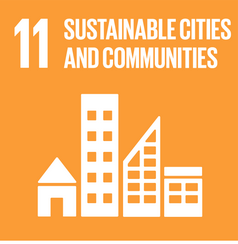 11 SUSTAINABLE CITIES
AND COMMUNITIES